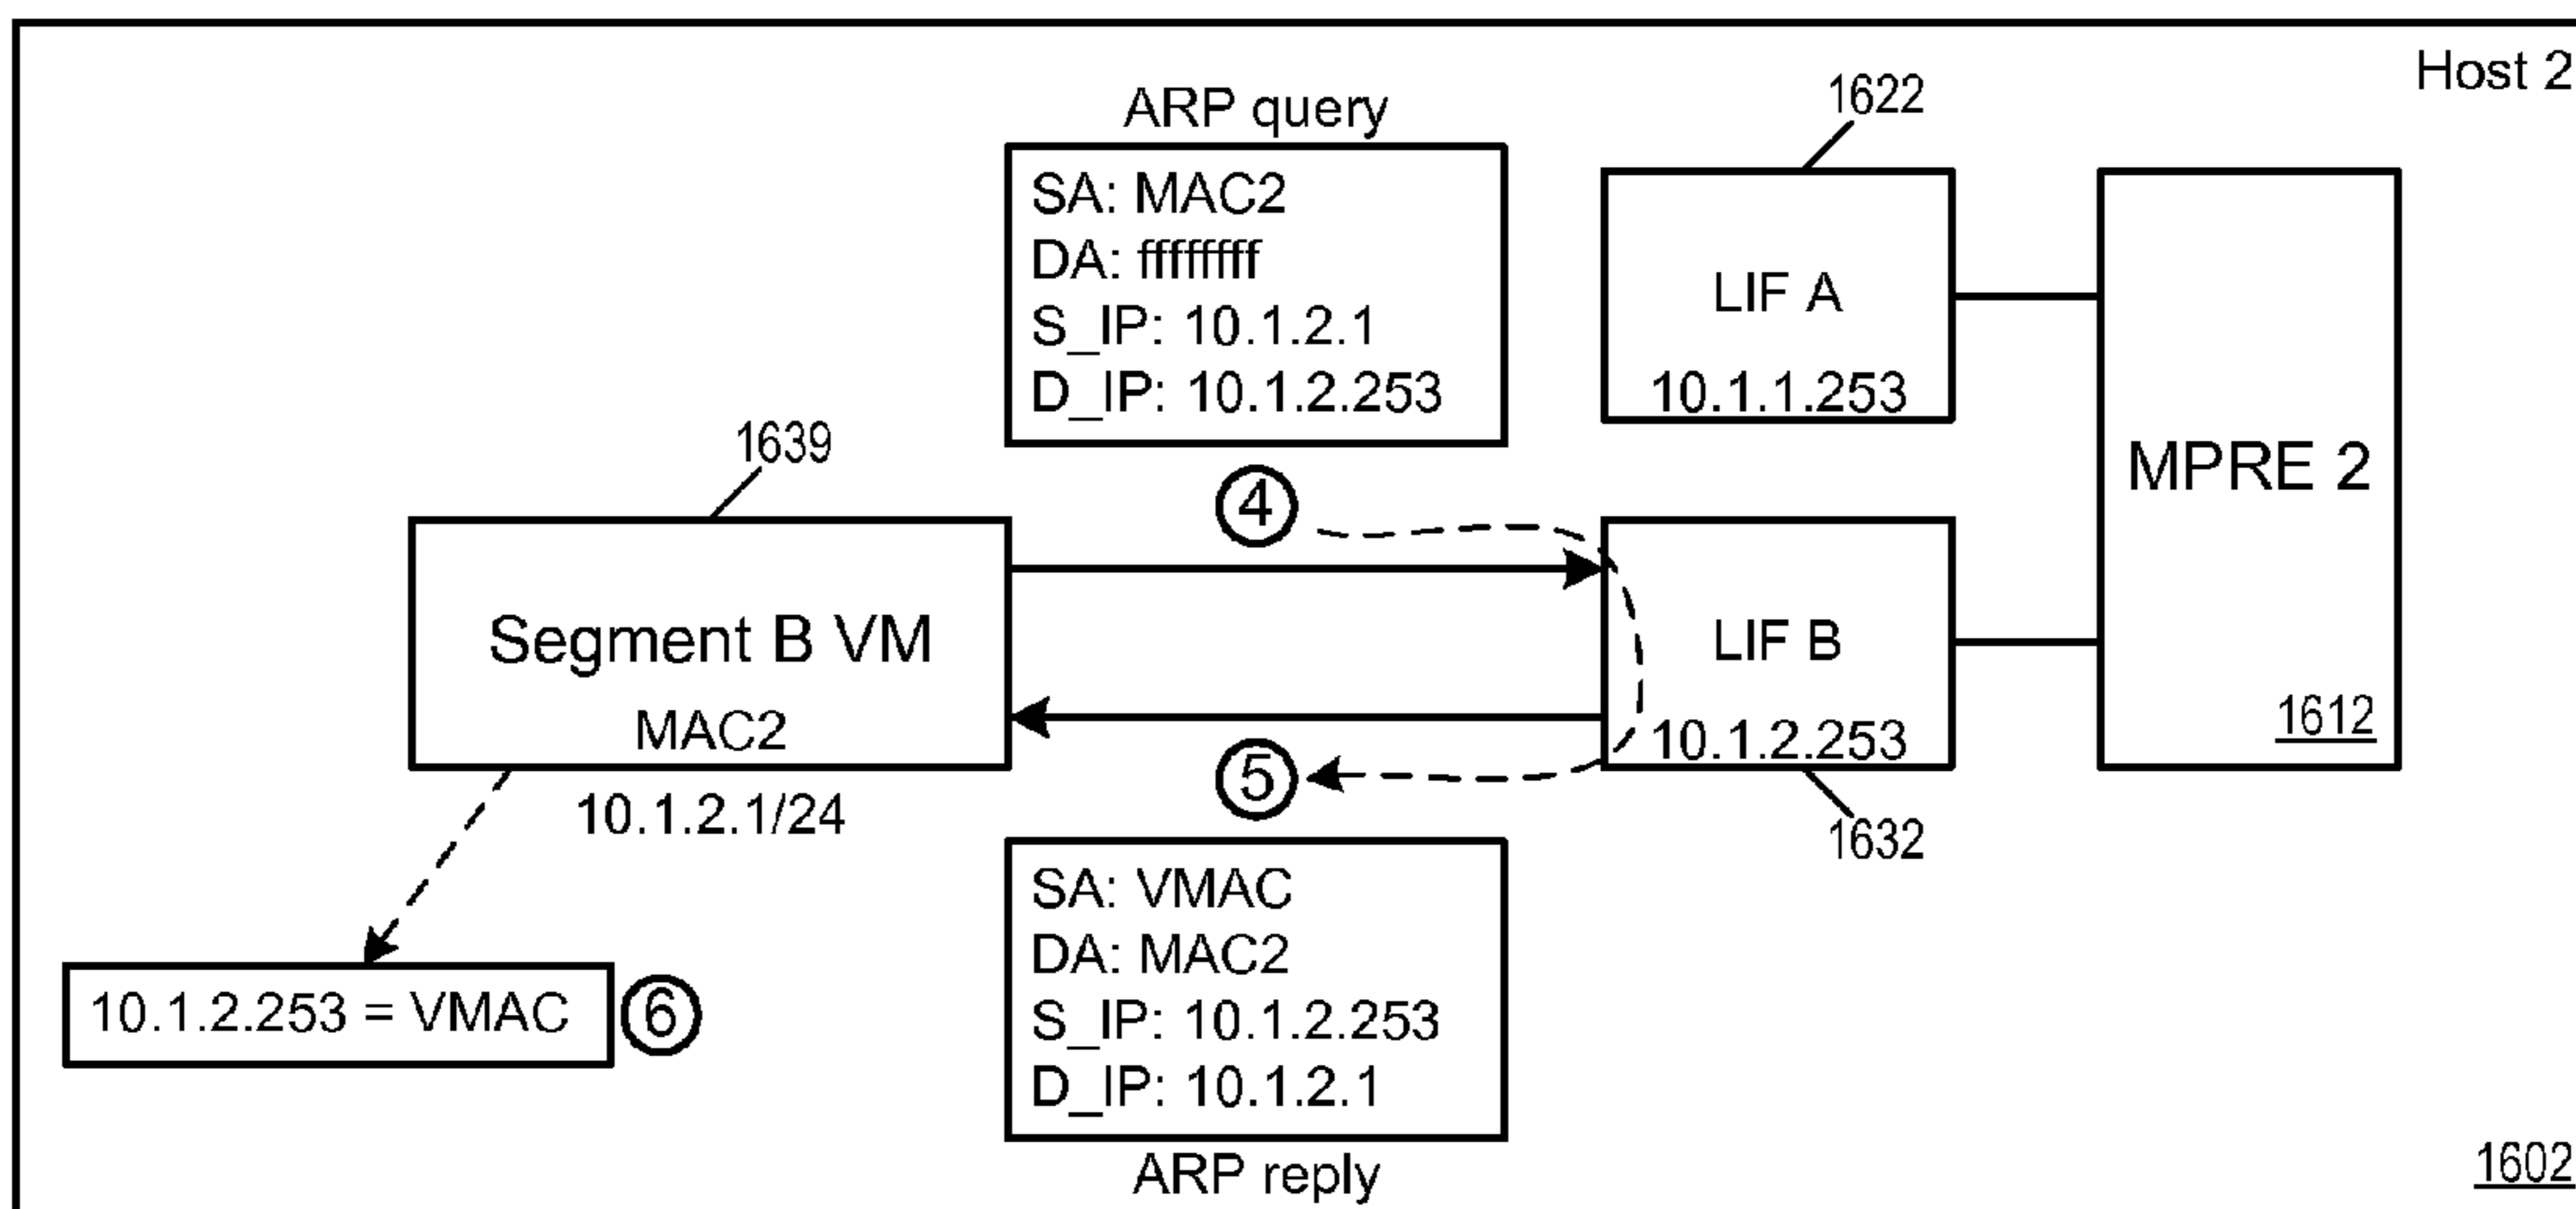 Host 2
ARP query
SA: MAC2
DA: fffffffff
S_IP: 10.1.2.1
D_IP: 10.1.2.253
1622
LIF A
10.1.1.253
MPRE 2
1612
1639
Segment B VM
MAC2
10.1.2.1/24
4
LIF B
10.1.2.253
1632
5
SA: VMAC
DA: MAC2
S_IP: 10.1.2.253
D_IP: 10.1.2.1
ARP reply
10.1.2.253 = VMAC
6
1602